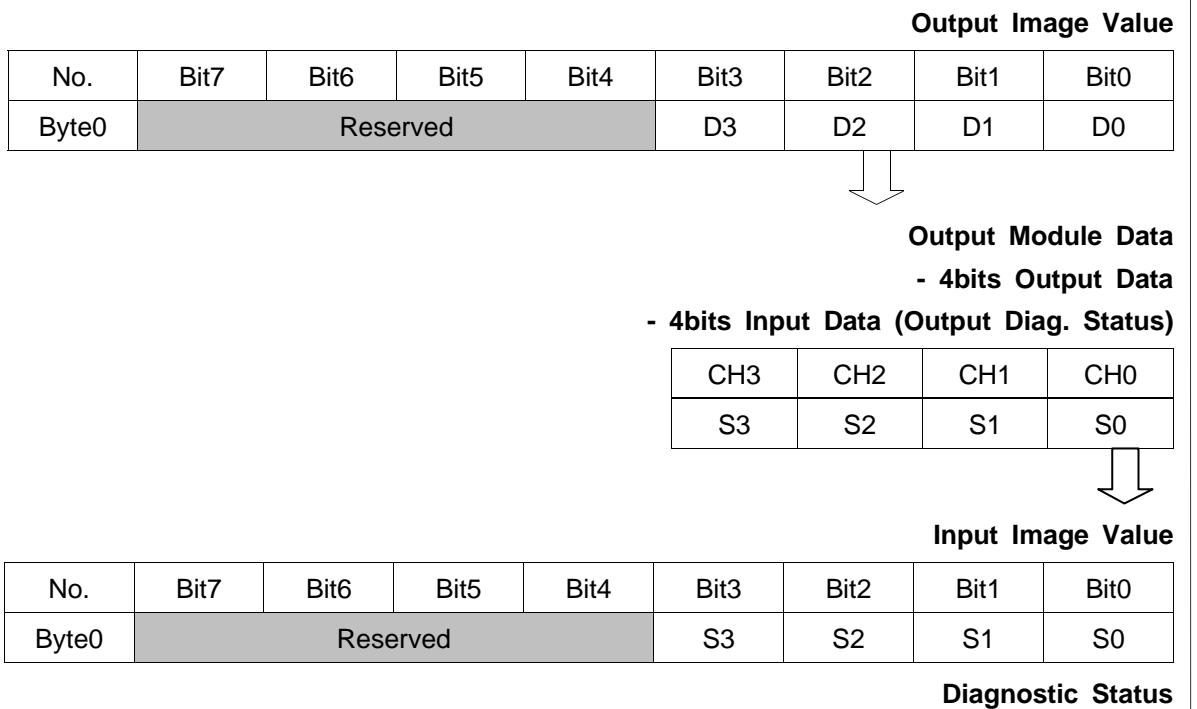 Output Image Value
No. Bit7 Bit6 Bit5 Bit4 Bit3 Bit2 Bit1 Bit0
Byte0 Reserved D3 D2 D1 D0
Output Module Data
- 4bits Output Data
- 4bits Input Data (Output Diag. Status)
CH3 CH2 CH1 CH0
S3 S2 S1 S0
Input Image Value
No. Bit7 Bit6 Bit5 Bit4 Bit3 Bit2 Bit1 Bit0
Byte0 Reserved S3 S2 S1 S0
Diagnostic Status